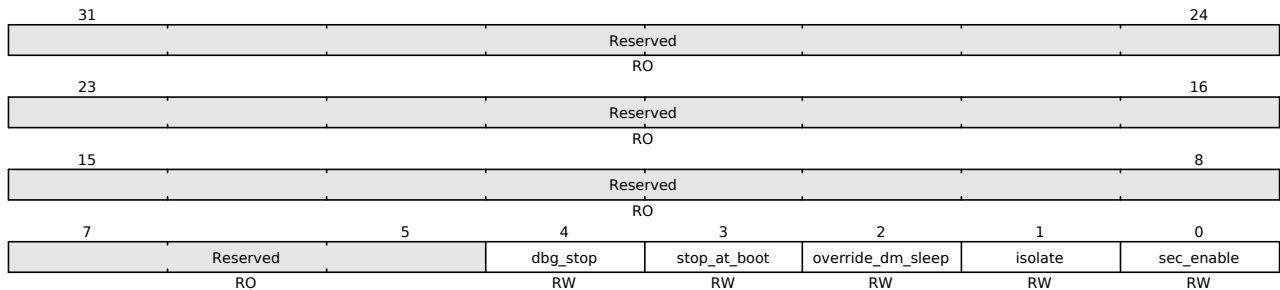 31 24
Reserved
RO
23 16
Reserved
RO
15 8
Reserved
RO
7 5 4 3 2 1 0
Reserved dbg_stop stop_at_boot override_dm_sleep isolate sec_enable
RO RW RW RW RW RW